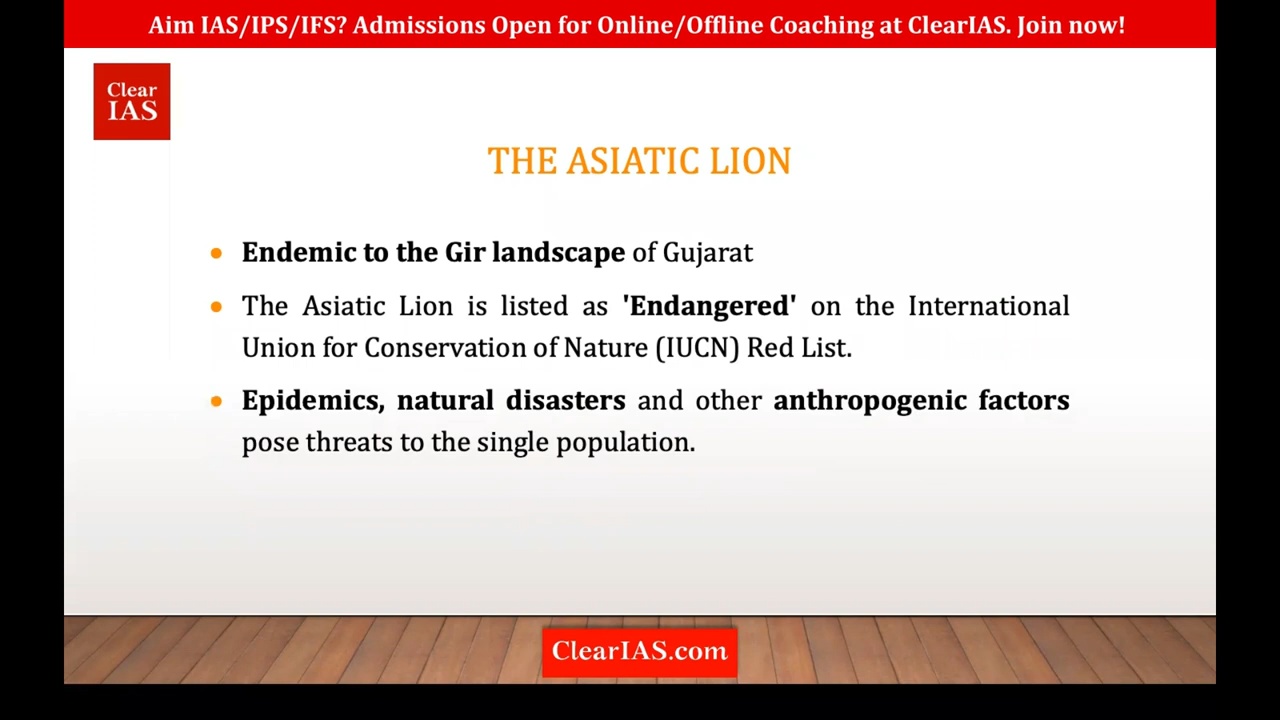 Aim IAS/IPS/IFS? Admissions Open for Online/Offline Coaching at ClearIAS. Join now!
Clear
IAS
THE ASIATIC LION
• Endemic to the Gir landscape of Gujarat
• The Asiatic Lion is listed as 'Endangered' on the International
Union for Conservation of Nature (IUCN) Red List.
• Epidemics, natural disasters and other anthropogenic factors
pose threats to the single population.
ClearIAS.com